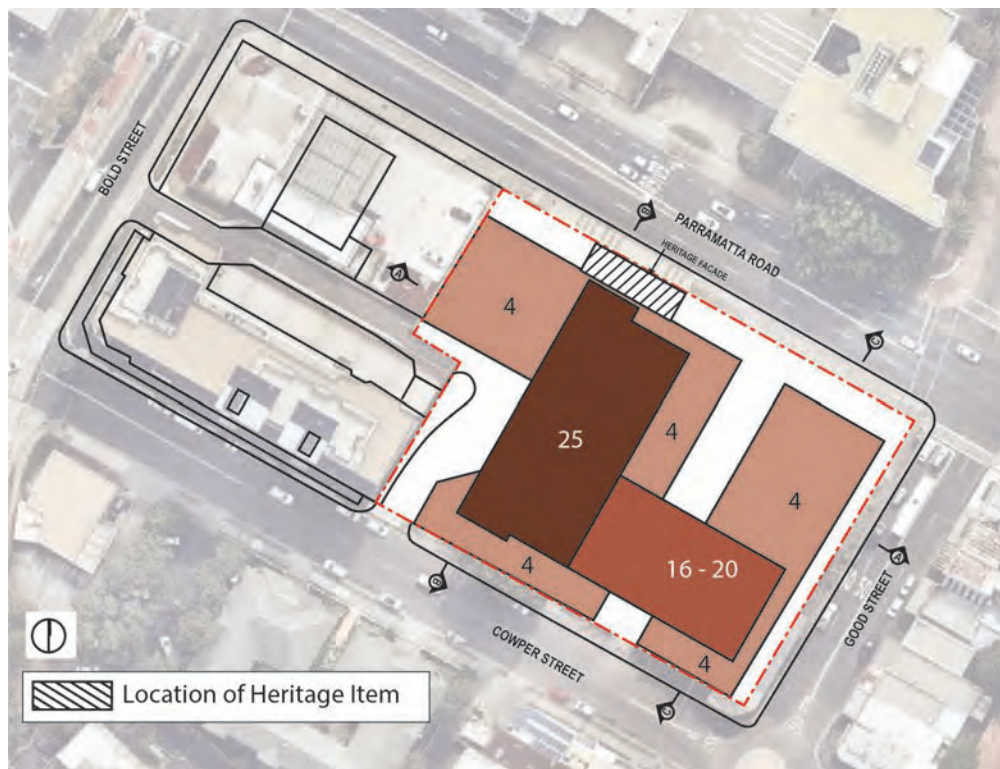 BOLD STREET
B
PARRAMATTA ROAD
HERITAGE FACADE
A
4
C
25
4
4
16 - 20
A
4
B
GOOD STREET
COWPER STREET
4
C
Location of Heritage Item